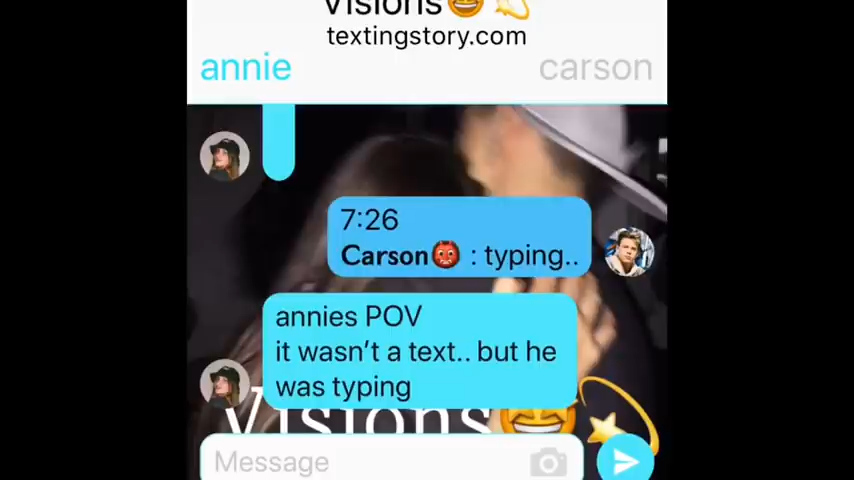 Visions🤩💫
textingstory.com
annie carson
7:26
Carson👹 : typing..
annies POV
it wasn't a text.. but he
was typing
Visions🤩💫
Message